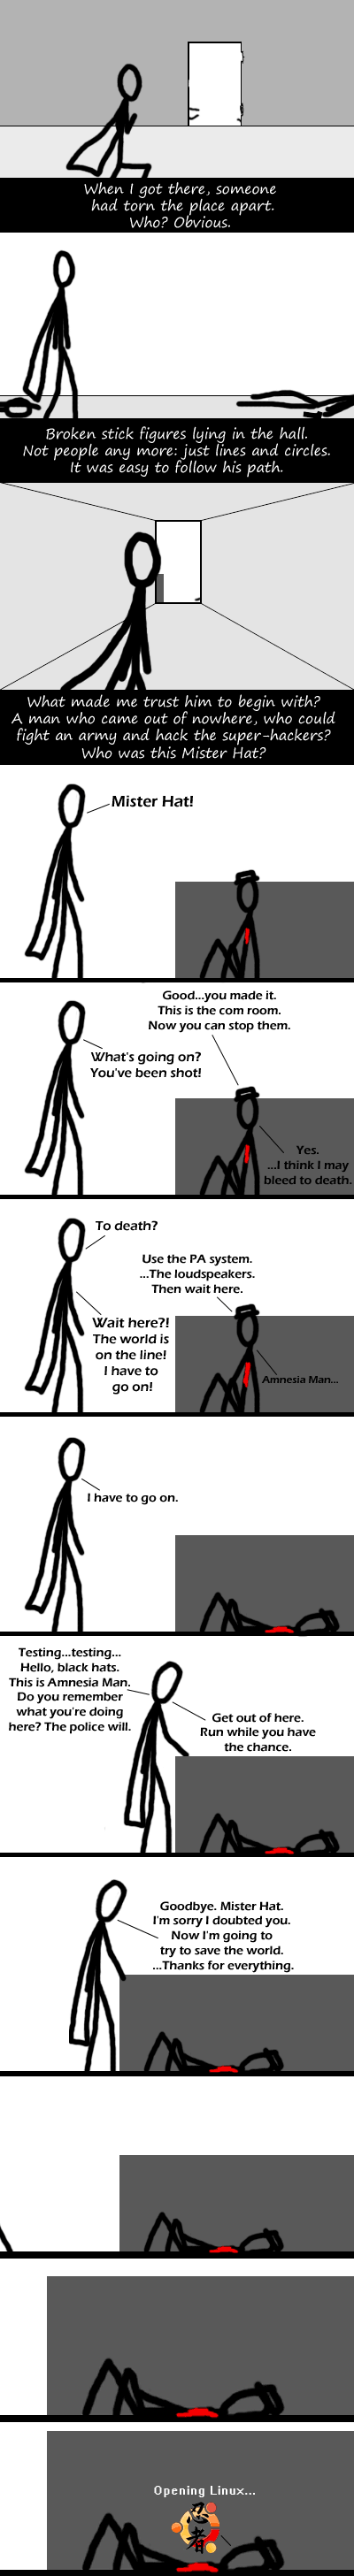 When I got there, someone
had torn the place apart.
Who? Obvious.
Broken stick figures lying in the hall.
Not people any more: just lines and circles.
It was easy to follow his path.
What made me trust him to begin with?
A man who came out of nowhere, who could
fight an army and hack the super-hackers?
Who was this Mister Hat?
Mister Hat!
Good...you made it.
This is the com room.
Now you can stop them.
What's going on?
You've been shot!
Yes.
...I think I may
bleed to death.
To death?
Use the PA system.
...The loudspeakers.
Then wait here.
Wait here?!
The world is
on the line!
I have to
go on!
Amnesia Man...
I have to go on.
Testing...testing...
Hello, black hats.
This is Amnesia Man.
Do you remember
what you're doing
here? The police will.
Get out of here.
Run while you have
the chance.
Goodbye. Mister Hat.
I'm sorry I doubted you.
Now I'm going to
try to save the world.
...Thanks for everything.
Opening Linux...
忍
者